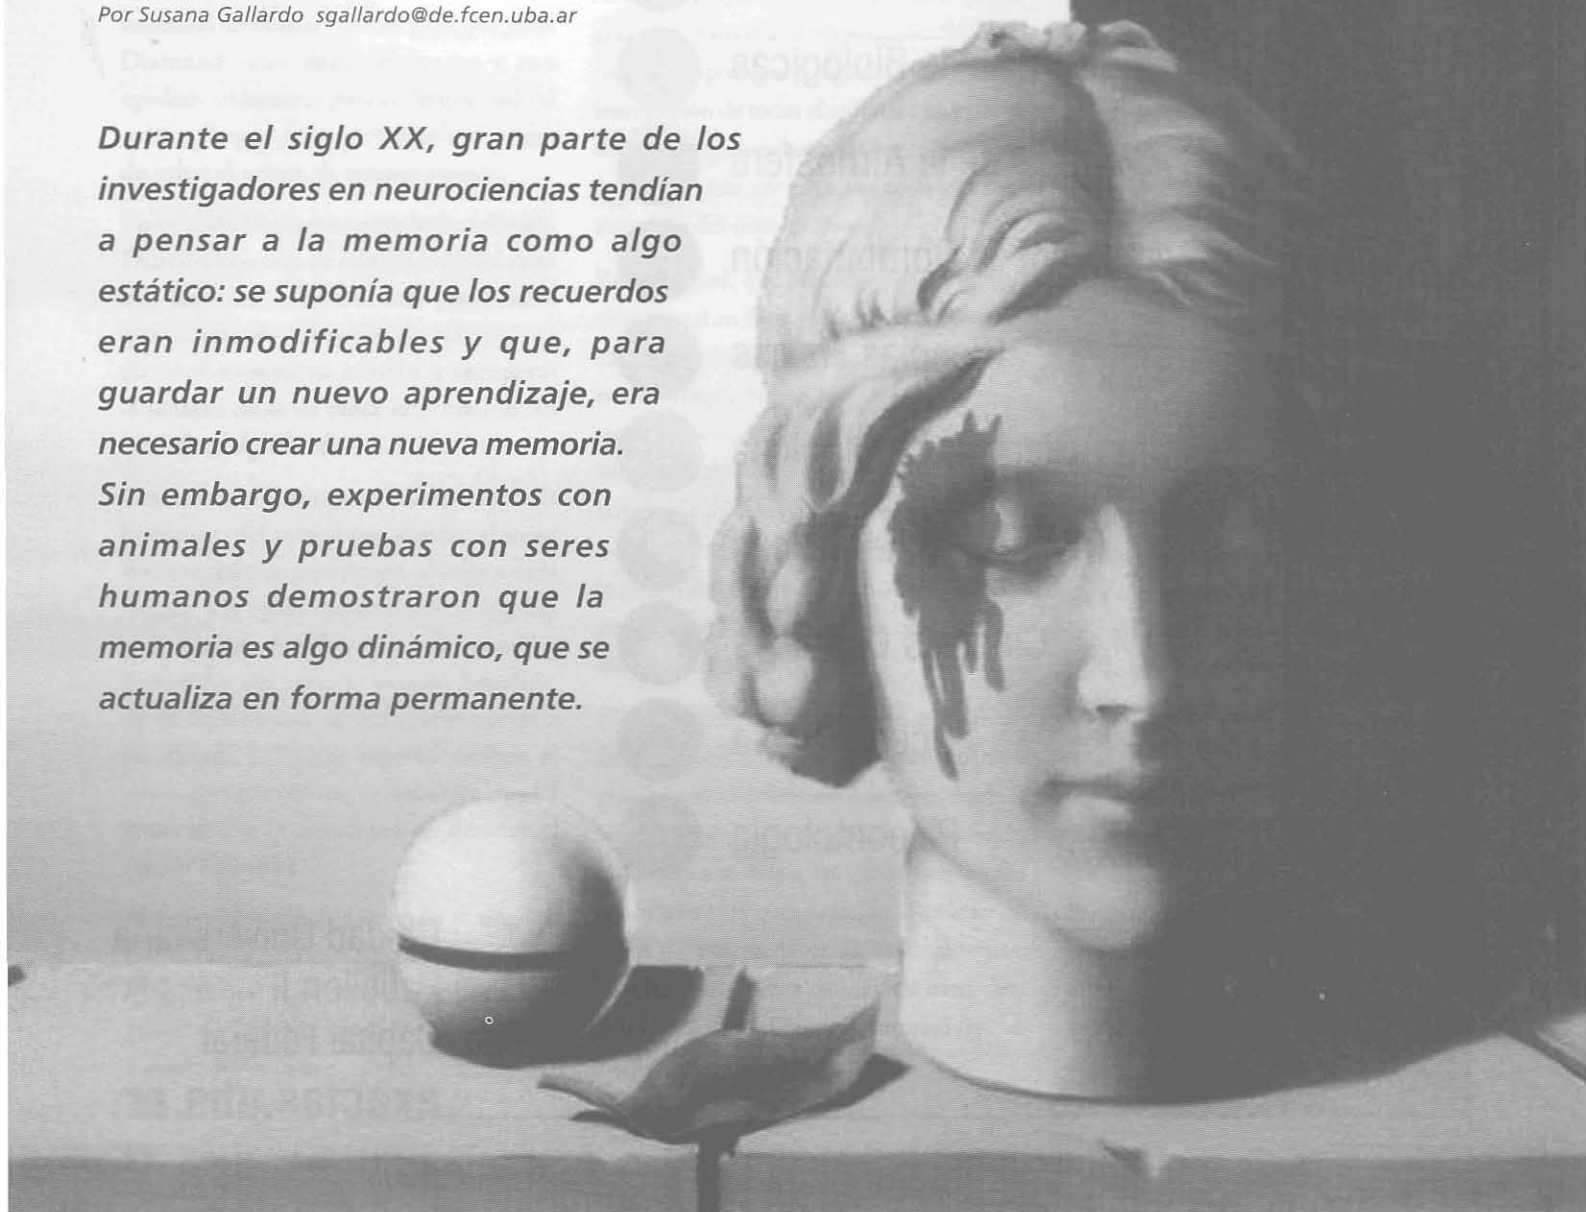 Por Susana Gallardo sgallardo@de.fcen.uba.ar
Durante el siglo XX, gran parte de los
investigadores en neurociencias tendían
a pensar a la memoria como algo
estático: se suponía que los recuerdos
eran inmodificables y que, para
guardar un nuevo aprendizaje, era
necesario crear una nueva memoria.
Sin embargo, experimentos con
animales y pruebas con seres
humanos demostraron que la
memoria es algo dinámico, que se
actualiza en forma permanente.